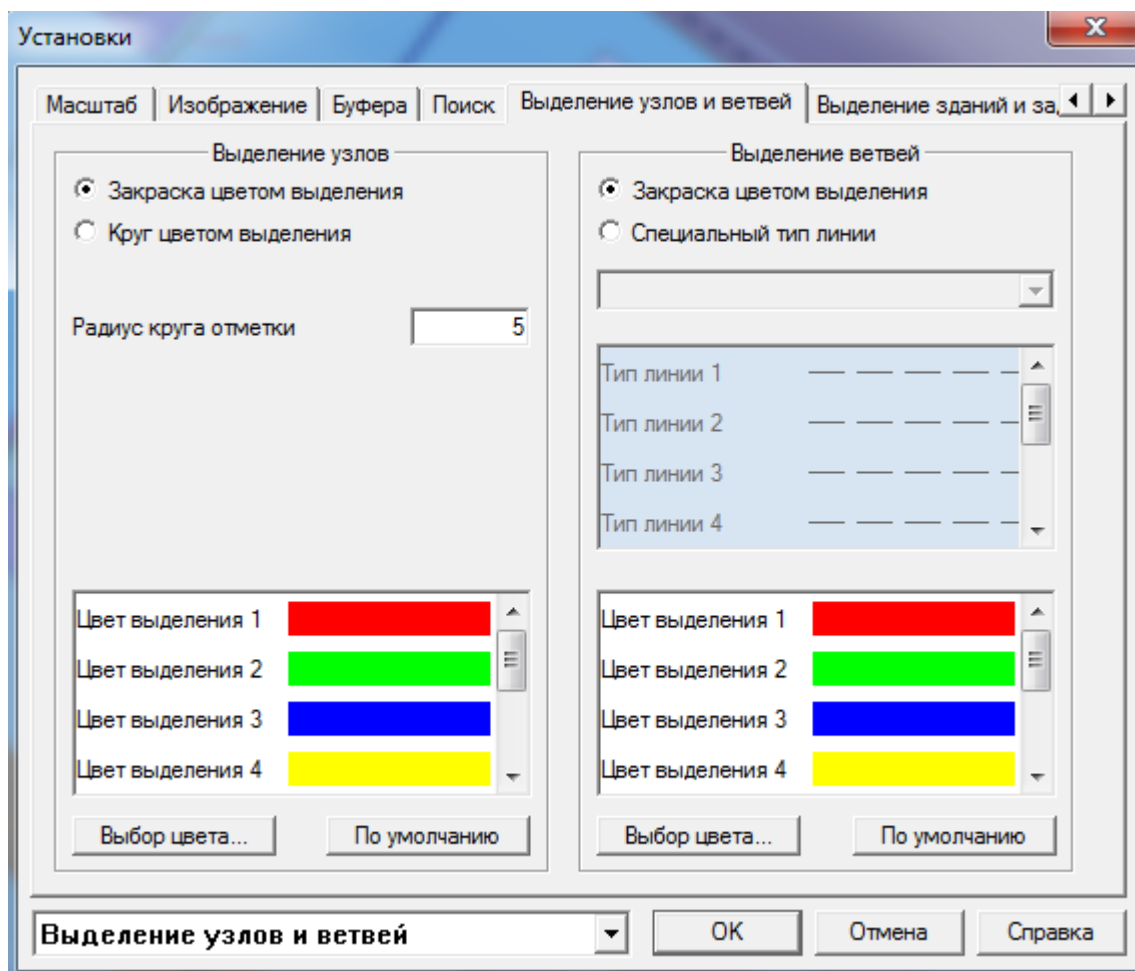 Установки
Масштаб Изображение Буфера Поиск Выделение узлов и ветвей Выделение зданий и за
Выделение узлов
Закраска цветом выделения
Круг цветом выделения
Радиус круга отметки 5
Цвет выделения 1
Цвет выделения 2
Цвет выделения 3
Цвет выделения 4
Выбор цвета... По умолчанию
Выделение ветвей
Закраска цветом выделения
Специальный тип линии
Тип линии 1
Тип линии 2
Тип линии 3
Тип линии 4
Цвет выделения 1
Цвет выделения 2
Цвет выделения 3
Цвет выделения 4
Выбор цвета... По умолчанию
Выделение узлов и ветвей OK Отмена Справка